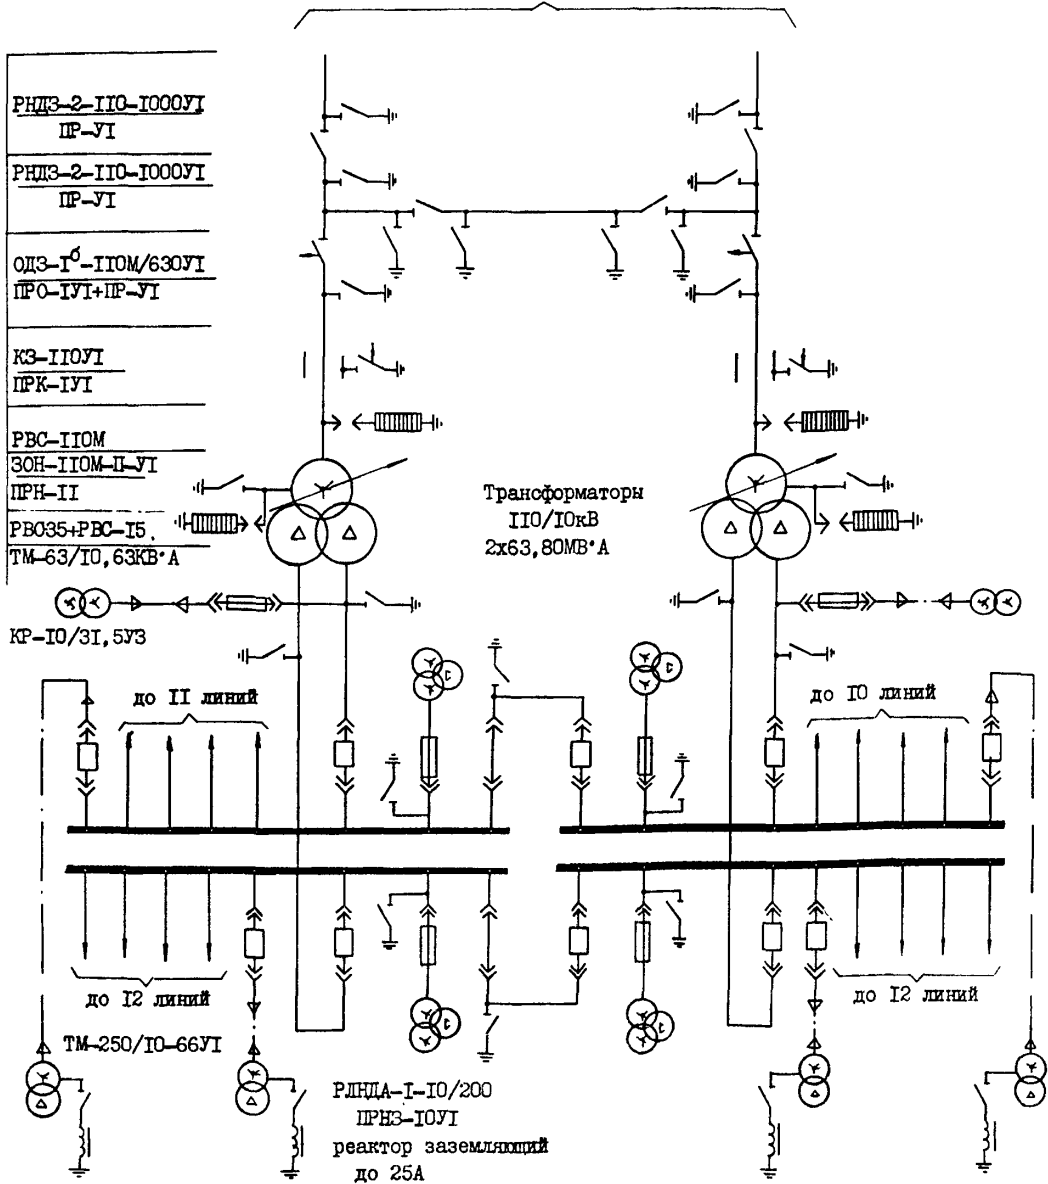 РНДЗ-2-110-1000У1
ПР-У1
РНДЗ-2-110-1000У1
ПР-У1
ОДЗ-1б-110М/630У1
ПРО-1У1+ПР-У1
КЗ-110У1
ПРК-1У1
РВС-110М
ЗОН-110М-П-У1
ПРН-11
РВО35+РВС-15.
ТМ-63/10,63КВ·А
КР-10/31,5У3
Трансформаторы
110/10кВ
2х63,80МВ·А
до 11 линий
до 10 линий
до 12 линий
до 12 линий
ТМ-250/10-66У1
РЛНДА-1-10/200
ПРНЗ-10У1
реактор заземляющий
до 25А